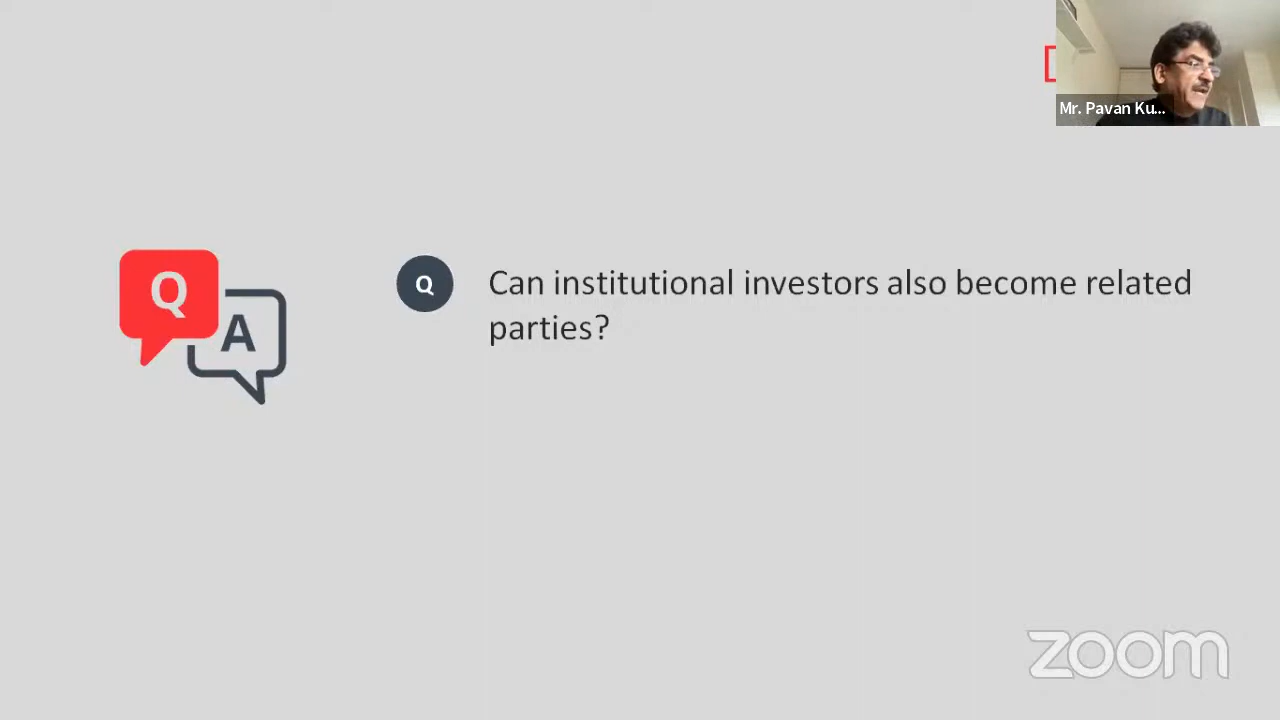 Mr. Pavan Ku...
Q
A
Q
Can institutional investors also become related
parties?
zoom